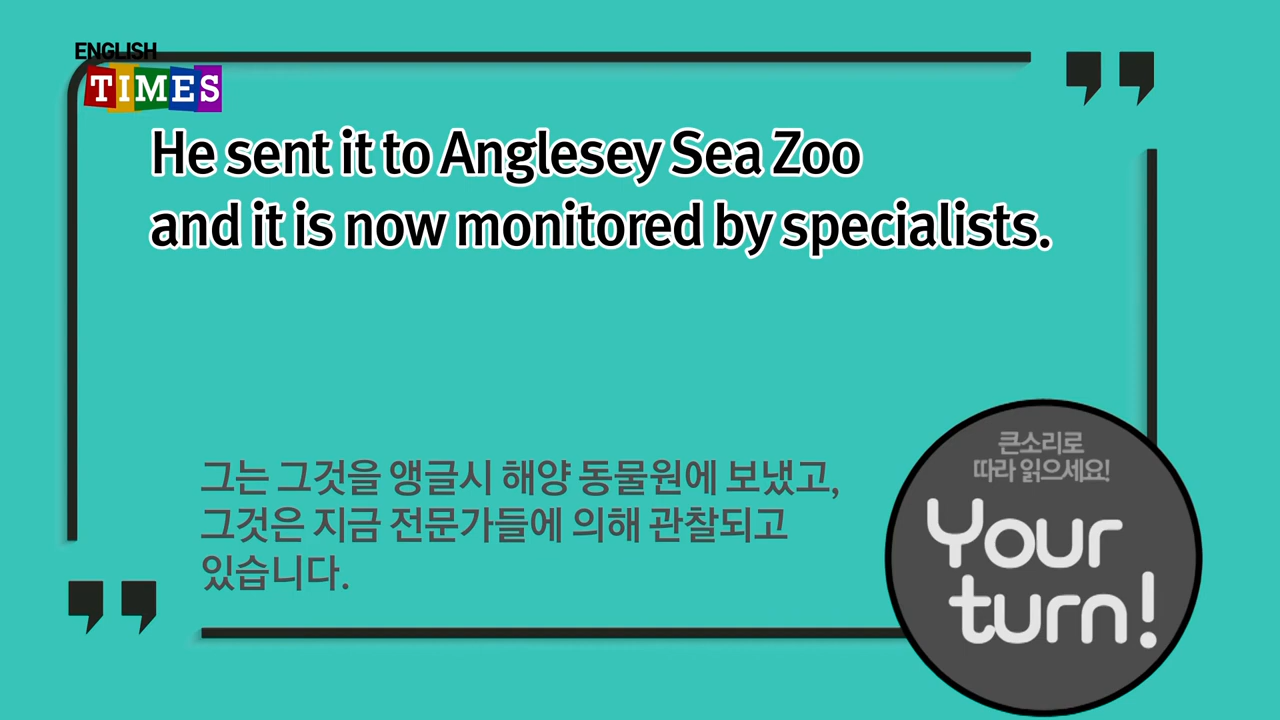 ENGLISH
TIMES
He sent it to Anglesey Sea Zoo
and it is now monitored by specialists.
그는 그것을 앵글시 해양 동물원에 보냈고,
그것은 지금 전문가들에 의해 관찰되고
있습니다.
큰소리로
따라 읽으세요!
Your
turn!